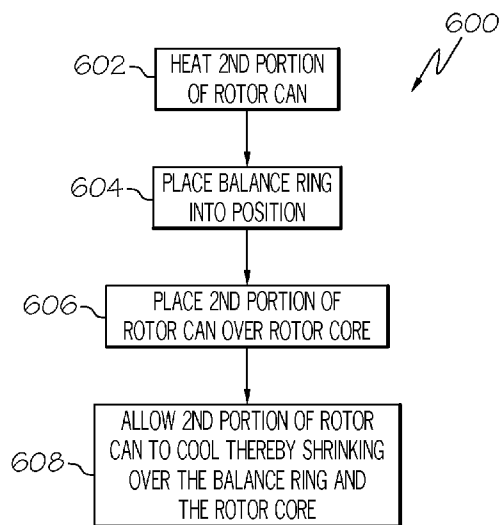 600
602
HEAT 2ND PORTION
OF ROTOR CAN
604
PLACE BALANCE RING
INTO POSITION
606
PLACE 2ND PORTION OF
ROTOR CAN OVER ROTOR CORE
608
ALLOW 2ND PORTION OF ROTOR
CAN TO COOL THEREBY SHRINKING
OVER THE BALANCE RING AND
THE ROTOR CORE